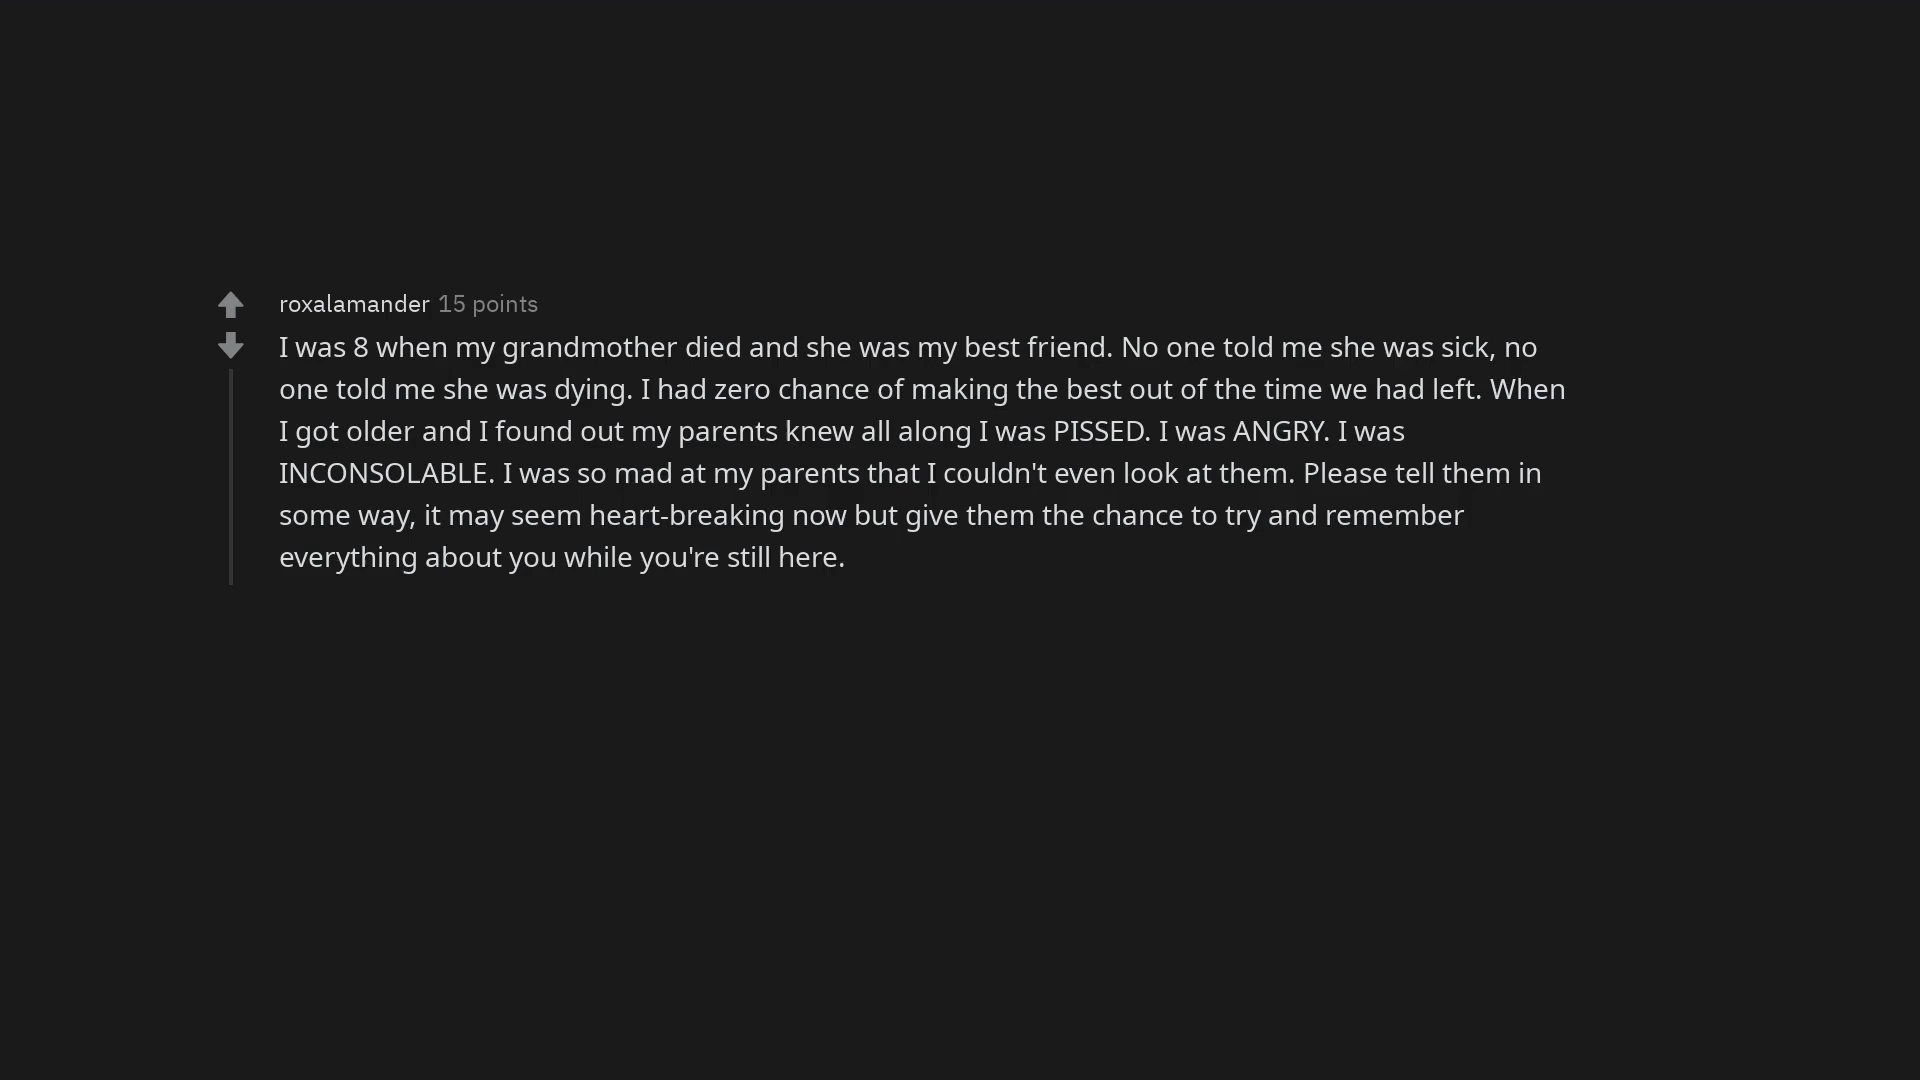 roxalamander 15 points
I was 8 when my grandmother died and she was my best friend. No one told me she was sick, no
one told me she was dying. I had zero chance of making the best out of the time we had left. When
I got older and I found out my parents knew all along I was PISSED. I was ANGRY. I was
INCONSOLABLE. I was so mad at my parents that I couldn't even look at them. Please tell them in
some way, it may seem heart-breaking now but give them the chance to try and remember
everything about you while you're still here.